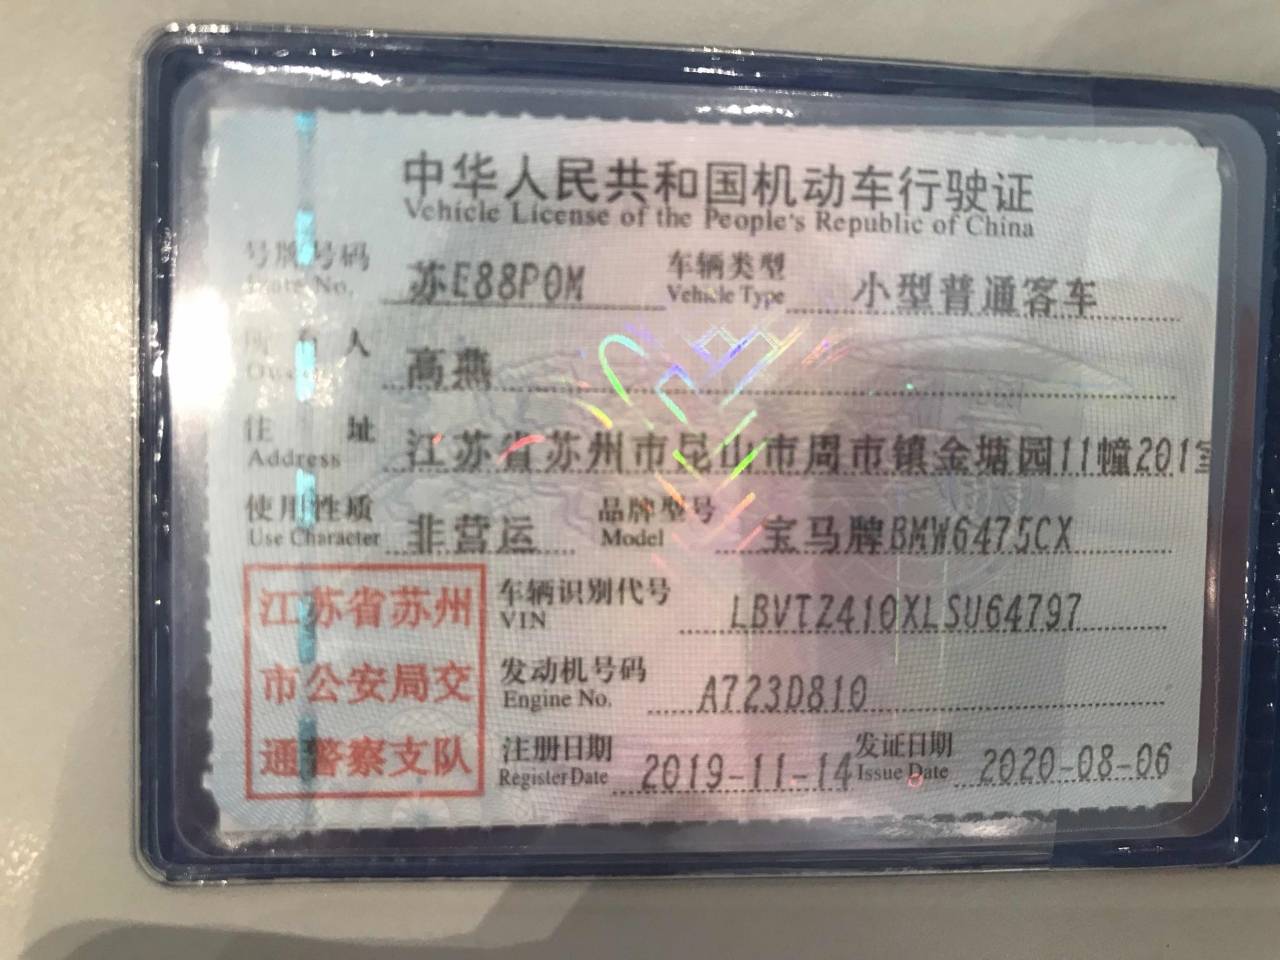 中华人民共和国机动车行驶证
Vehicle License of the People's Republic of China
号牌号码 苏E88P0M 车辆类型 小型普通客车
Plate No. Vehicle Type
所有人 高燕
Owner
住址 江苏省苏州市昆山市周市镇金塘园11幢201室
Address
使用性质 非营运 品牌型号 宝马牌BMW6475CX
Use Character Model
车辆识别代号 LBVTZ410XLSU64797
VIN
发动机号码 A723D810
Engine No.
注册日期 2019-11-14 发证日期 2020-08-06
Register Date Issue Date
江苏省苏州
市公安局交
通警察支队